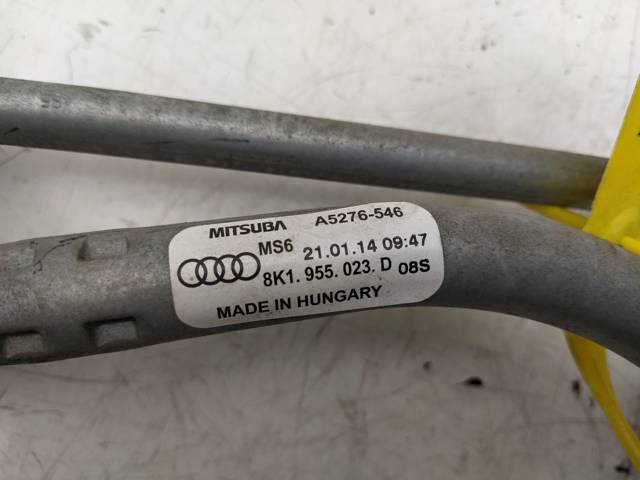 MITSUBA A5276-546
MS6 21.01.14 09:47
8K1. 955. 023. D 08S
MADE IN HUNGARY